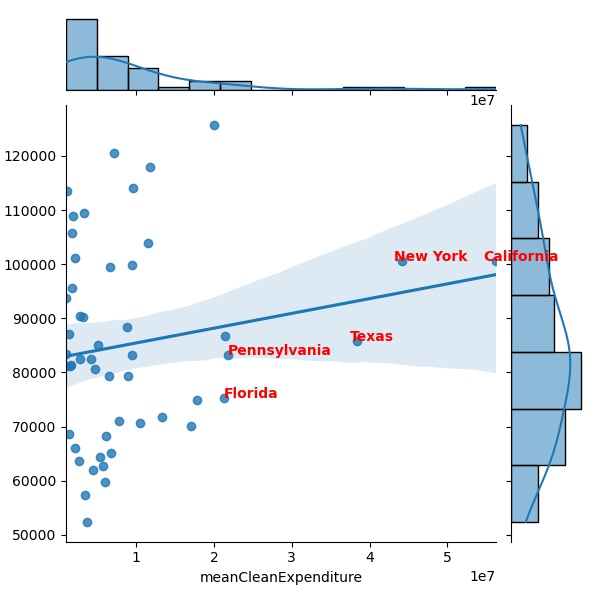 1e7
120000
110000
100000
90000
80000
70000
60000
50000
New York California
Texas
Pennsylvania
Florida
1 2 3 4 5
meanCleanExpenditure 1e7